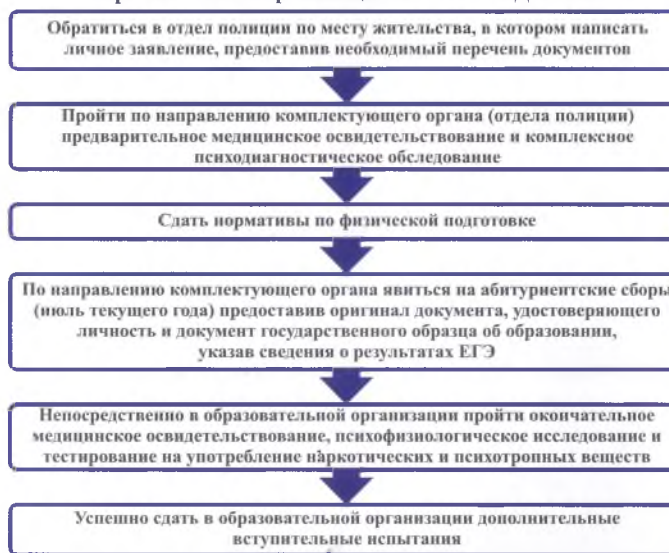 Обратиться в отдел полиции по месту жительства, в котором написать
личное заявление, предоставив необходимый перечень документов
Пройти по направлению комплектующего органа (отдела полиции)
предварительное медицинское освидетельствование и комплексное
психодиагностическое обследование
Сдать нормативы по физической подготовке
По направлению комплектующего органа явиться на абитуриентские сборы
(июль текущего года) предоставив оригинал документа, удостоверяющего
личность и документ государственного образца об образовании,
указав сведения о результатах ЕГЭ
Непосредственно в образовательной организации пройти окончательное
медицинское освидетельствование, психофизиологическое исследование и
тестирование на употребление наркотических и психотропных веществ
Успешно сдать в образовательной организации дополнительные
вступительные испытания